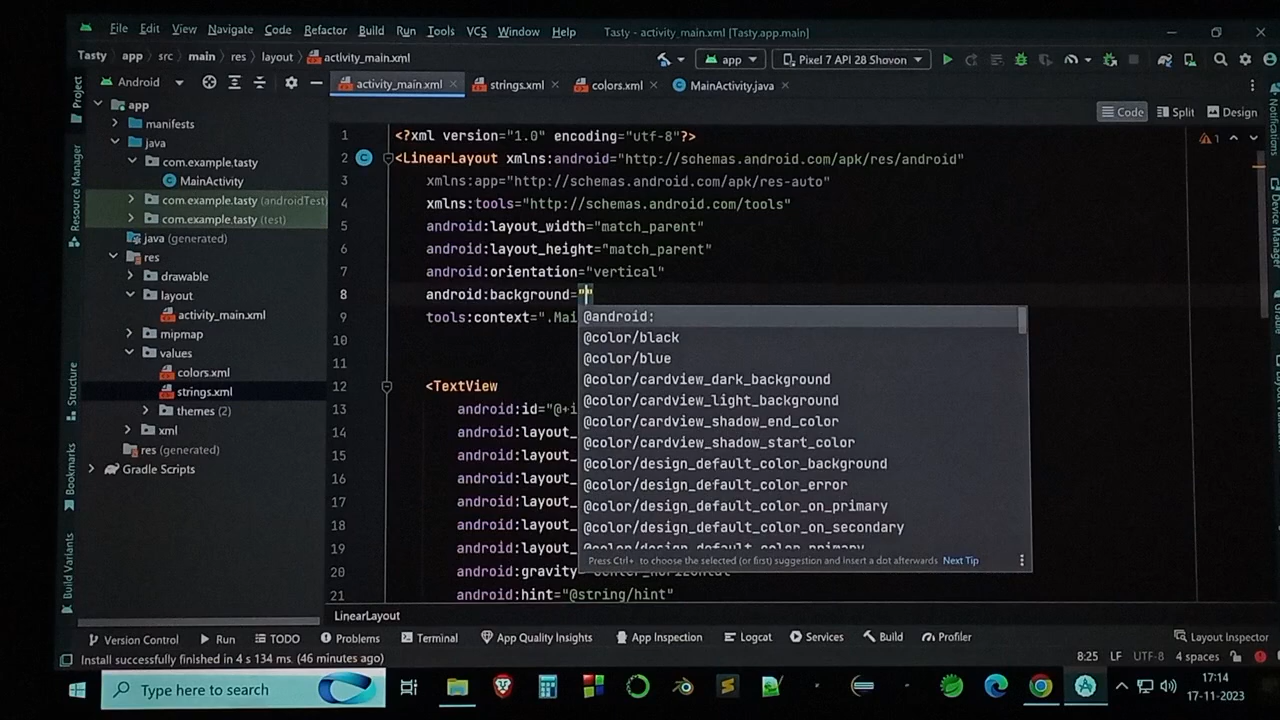 File Edit View Navigate Code Refactor Build Run Tools VCS Window Help Tasty - activity_main.xml [Tasty.app.main]
Tasty app src main res layout activity_main.xml app Pixel 7 API 28 Shovon
Android activity_main.xml strings.xml colors.xml MainActivity.java
Code Split Design
Project
Resource Manager
Structure
Bookmarks
Build Variants
app
manifests
java
com.example.tasty
MainActivity
com.example.tasty (androidTest
com.example.tasty (test)
java (generated)
res
drawable
layout
activity_main.xml
mipmap
values
colors.xml
strings.xml
themes (2)
xml
res (generated)
Gradle Scripts
1 <?xml version="1.0" encoding="utf-8"?>
2 <LinearLayout xmlns:android="http://schemas.android.com/apk/res/android"
3 xmlns:app="http://schemas.android.com/apk/res-auto"
4 xmlns:tools="http://schemas.android.com/tools"
5 android:layout_width="match_parent"
6 android:layout_height="match_parent"
7 android:orientation="vertical"
8 android:background=""
9 tools:context=".Mai
10
11
12 <TextView
13 android:id="@+i
14 android:layout_
15 android:layout_
16 android:layout_
17 android:layout_
18 android:layout_
19 android:layout_
20 android:gravity="center_horizontal"
21 android:hint="@string/hint"
@android:
@color/black
@color/blue
@color/cardview_dark_background
@color/cardview_light_background
@color/cardview_shadow_end_color
@color/cardview_shadow_start_color
@color/design_default_color_background
@color/design_default_color_error
@color/design_default_color_on_primary
@color/design_default_color_on_secondary
@color/design_default_color_primary
Press Ctrl+. to choose the selected (or first) suggestion and insert a dot afterwards Next Tip
1
Notifications
Device Manager
LinearLayout
Version Control Run TODO Problems Terminal App Quality Insights App Inspection Logcat Services Build Profiler Layout Inspector
Install successfully finished in 4 s 134 ms. (46 minutes ago) 8:25 LF UTF-8 4 spaces
Type here to search
17:14
17-11-2023